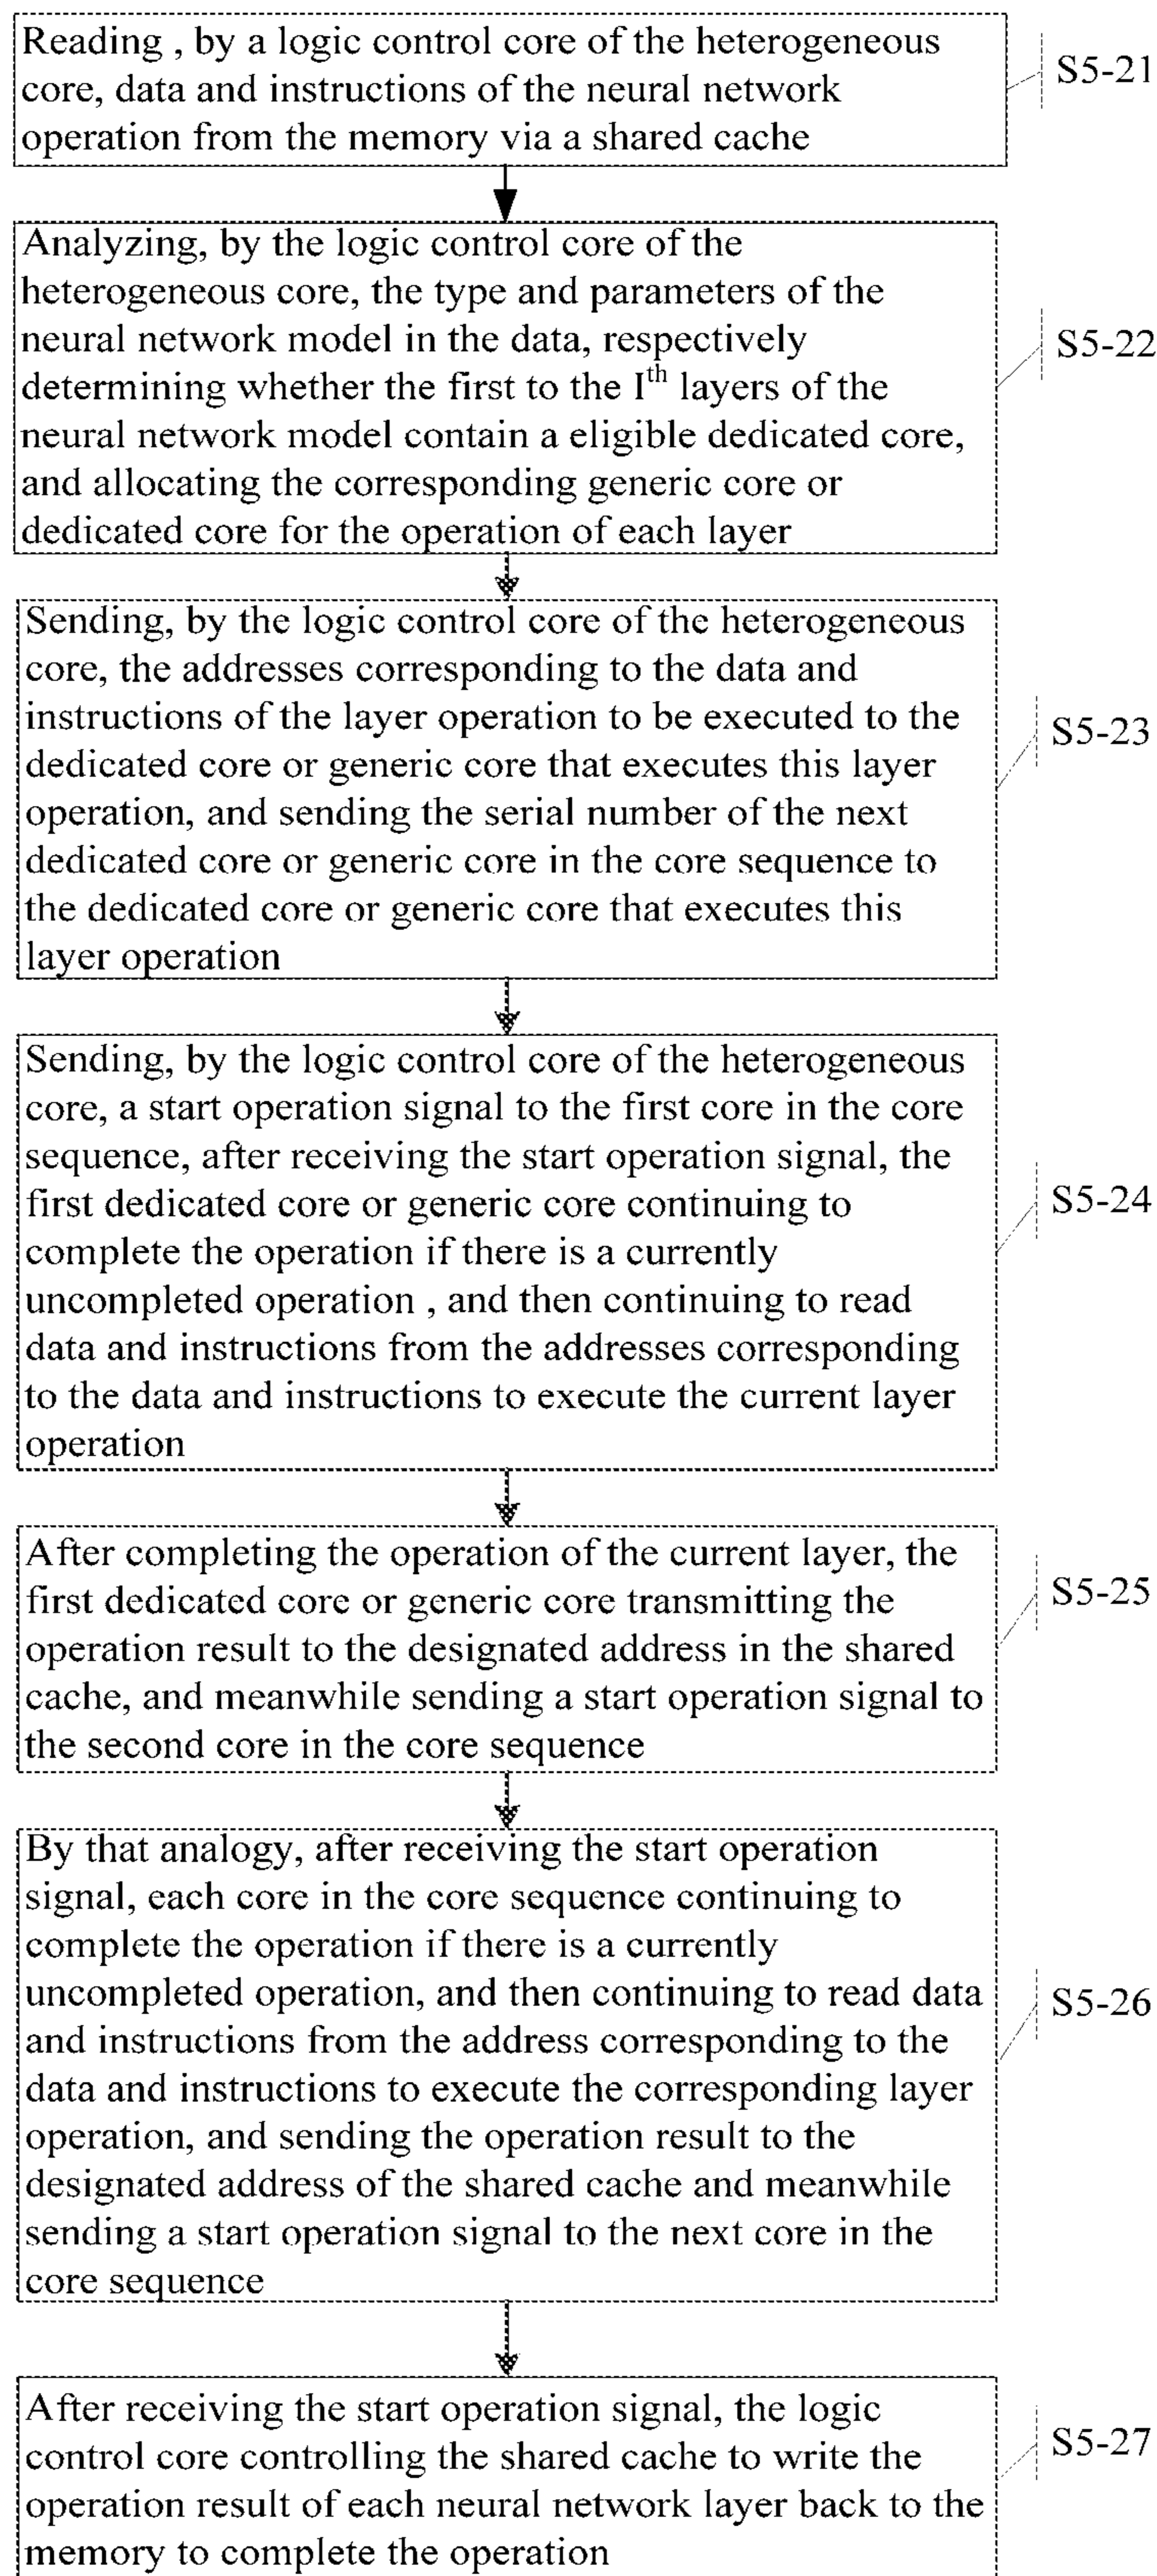 Reading , by a logic control core of the heterogeneous
core, data and instructions of the neural network
operation from the memory via a shared cache
S5-21
Analyzing, by the logic control core of the
heterogeneous core, the type and parameters of the
neural network model in the data, respectively
determining whether the first to the Ith layers of the
neural network model contain a eligible dedicated core,
and allocating the corresponding generic core or
dedicated core for the operation of each layer
S5-22
Sending, by the logic control core of the heterogeneous
core, the addresses corresponding to the data and
instructions of the layer operation to be executed to the
dedicated core or generic core that executes this layer
operation, and sending the serial number of the next
dedicated core or generic core in the core sequence to
the dedicated core or generic core that executes this
layer operation
S5-23
Sending, by the logic control core of the heterogeneous
core, a start operation signal to the first core in the core
sequence, after receiving the start operation signal, the
first dedicated core or generic core continuing to
complete the operation if there is a currently
uncompleted operation , and then continuing to read
data and instructions from the addresses corresponding
to the data and instructions to execute the current layer
operation
S5-24
After completing the operation of the current layer, the
first dedicated core or generic core transmitting the
operation result to the designated address in the shared
cache, and meanwhile sending a start operation signal to
the second core in the core sequence
S5-25
By that analogy, after receiving the start operation
signal, each core in the core sequence continuing to
complete the operation if there is a currently
uncompleted operation, and then continuing to read data
and instructions from the address corresponding to the
data and instructions to execute the corresponding layer
operation, and sending the operation result to the
designated address of the shared cache and meanwhile
sending a start operation signal to the next core in the
core sequence
S5-26
After receiving the start operation signal, the logic
control core controlling the shared cache to write the
operation result of each neural network layer back to the
memory to complete the operation
S5-27